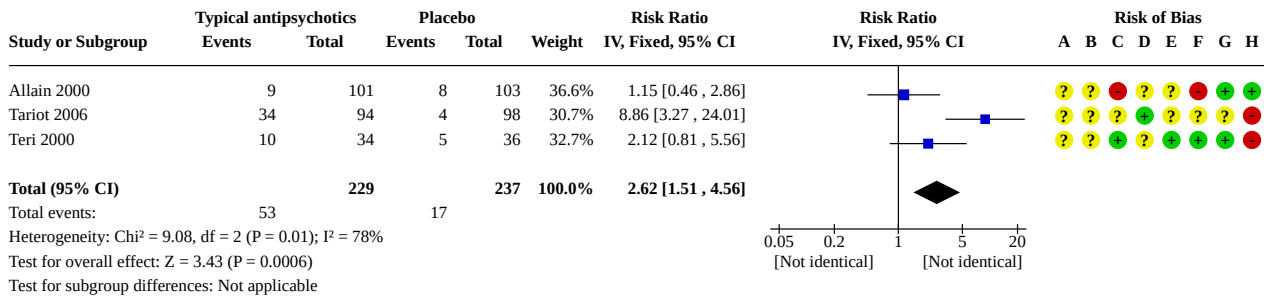 Typical antipsychotics Placebo Risk Ratio Risk Ratio Risk of Bias
Study or Subgroup Events Total Events Total Weight IV, Fixed, 95% CI IV, Fixed, 95% CI A B C D E F G H
Allain 2000 9 101 8 103 36.6% 1.15 [0.46 , 2.86] ? ? - ? ? - + +
Tariot 2006 34 94 4 98 30.7% 8.86 [3.27 , 24.01] ? ? ? + ? ? ? -
Teri 2000 10 34 5 36 32.7% 2.12 [0.81 , 5.56] ? ? + ? + + + -
Total (95% CI) 229 237 100.0% 2.62 [1.51 , 4.56]
Total events: 53 17
Heterogeneity: Chi² = 9.08, df = 2 (P = 0.01); I² = 78% 0.05 0.2 1 5 20
Test for overall effect: Z = 3.43 (P = 0.0006) [Not identical] [Not identical]
Test for subgroup differences: Not applicable